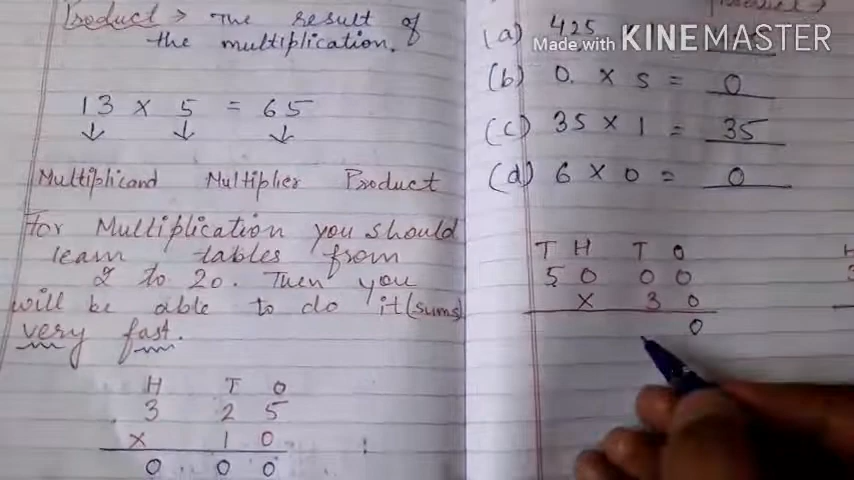 Product > The result of
the multiplication.
13 x 5 = 65
Multiplicand Multiplier Product
For Multiplication you should
learn tables from
2 to 20. Then you
will be able to do it (sums)
very fast.
H T O
3 2 5
x 1 0
0 0 0
(a) 425
Made with KINEMASTER
(b) 0. x 5 = 0
(c) 35 x 1 = 35
(d) 6 x 0 = 0
T H T O
5 0 0 0
x 3 0
0
H